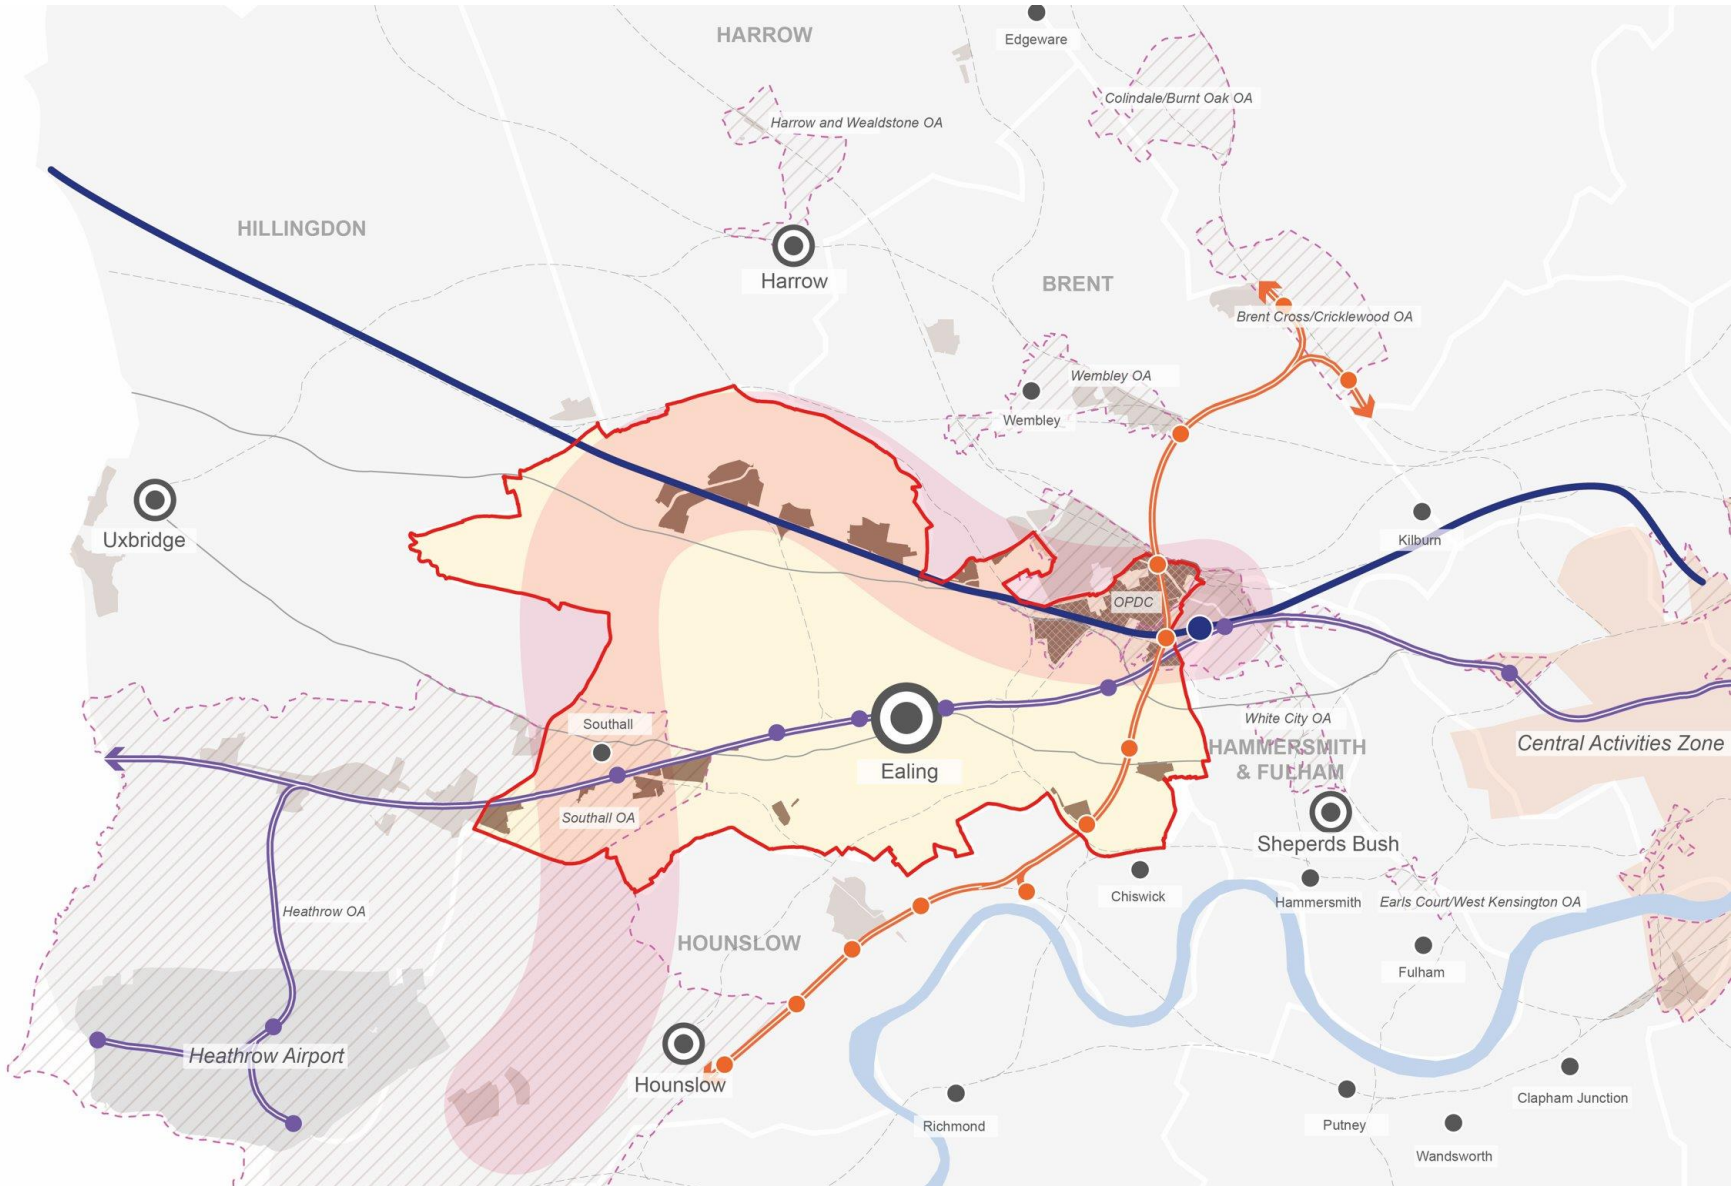 HARROW
Edgeware
Colindale/Burnt Oak OA
Harrow and Wealdstone OA
HILLINGDON
Harrow
BRENT
Brent Cross/Cricklewood OA
Wembley OA
Wembley
Uxbridge
Kilburn
OPDC
Southall
White City OA
HAMMERSMITH
& FULHAM
Central Activities Zone
Ealing
Southall OA
Sheperds Bush
Chiswick
Hammersmith
Earls Court/West Kensington OA
Heathrow OA
HOUNSLOW
Fulham
Heathrow Airport
Hounslow
Richmond
Putney
Clapham Junction
Wandsworth